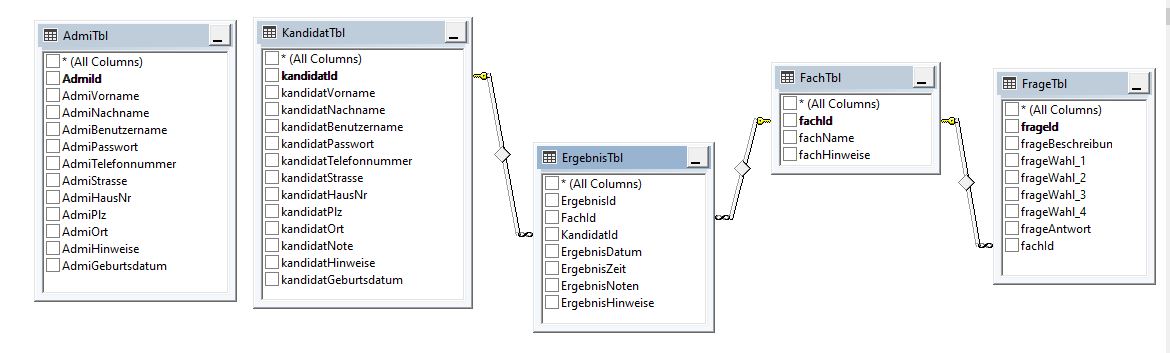 AdmiTbl
* (All Columns)
AdmiId
AdmiVorname
AdmiNachname
AdmiBenutzername
AdmiPasswort
AdmiTelefonnummer
AdmiStrasse
AdmiHausNr
AdmiPlz
AdmiOrt
AdmiHinweise
AdmiGeburtsdatum
KandidatTbl
* (All Columns)
kandidatId
kandidatVorname
kandidatNachname
kandidatBenutzername
kandidatPasswort
kandidatTelefonnummer
kandidatStrasse
kandidatHausNr
kandidatPlz
kandidatOrt
kandidatNote
kandidatHinweise
kandidatGeburtsdatum
ErgebnisTbl
* (All Columns)
ErgebnisId
FachId
KandidatId
ErgebnisDatum
ErgebnisZeit
ErgebnisNoten
ErgebnisHinweise
FachTbl
* (All Columns)
fachId
fachName
fachHinweise
FrageTbl
* (All Columns)
frageId
frageBeschreibun
frageWahl_1
frageWahl_2
frageWahl_3
frageWahl_4
frageAntwort
fachId